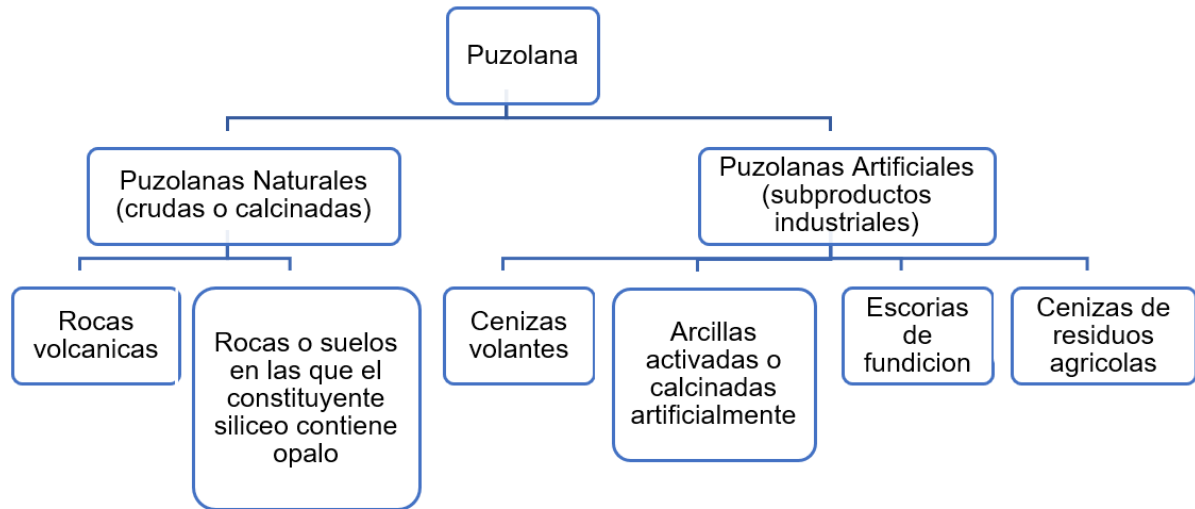 Puzolana
Puzolanas Naturales
(crudas o calcinadas)
Puzolanas Artificiales
(subproductos
industriales)
Rocas
volcanicas
Rocas o suelos
en las que el
constituyente
siliceo contiene
opalo
Cenizas
volantes
Arcillas
activadas o
calcinadas
artificialmente
Escorias
de
fundicion
Cenizas de
residuos
agricolas